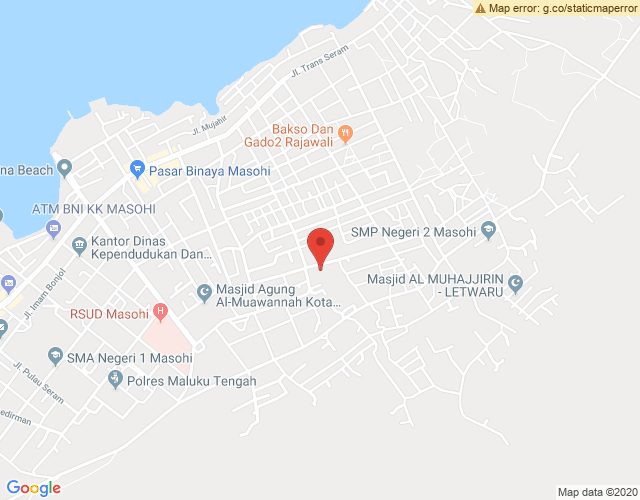 Map error: g.co/staticmaperror
Jl. Trans Seram
Jl. Mujahir
Bakso Dan
Gado2 Rajawali
na Beach
Pasar Binaya Masohi
ATM BNI KK MASOHI
SMP Negeri 2 Masohi
Kantor Dinas
Kependudukan Dan...
Jl. Imam Bonjol
Masjid Agung
Al-Muawannah Kota...
Masjid AL MUHAJJIRIN
- LETWARU
RSUD Masohi
H
SMA Negeri 1 Masohi
Jl. Pulau Seram
Polres Maluku Tengah
edirman
Google
Map data ©2020